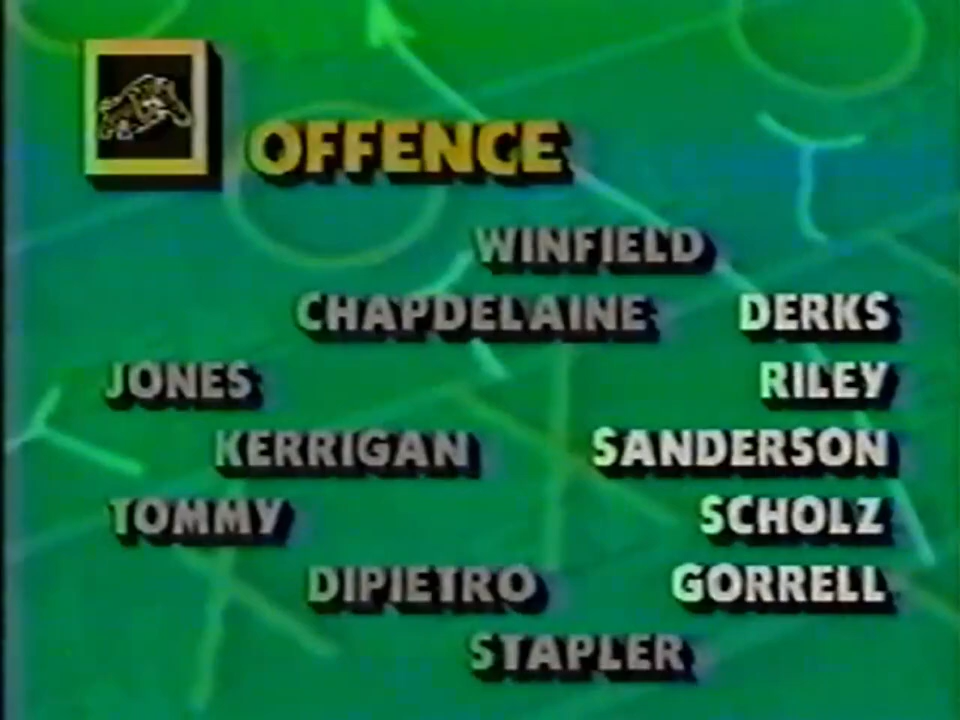 OFFENCE
WINFIELD
CHAPDELAINE DERKS
JONES RILEY
KERRIGAN SANDERSON
TOMMY SCHOLZ
DIPIETRO GORRELL
STAPLER